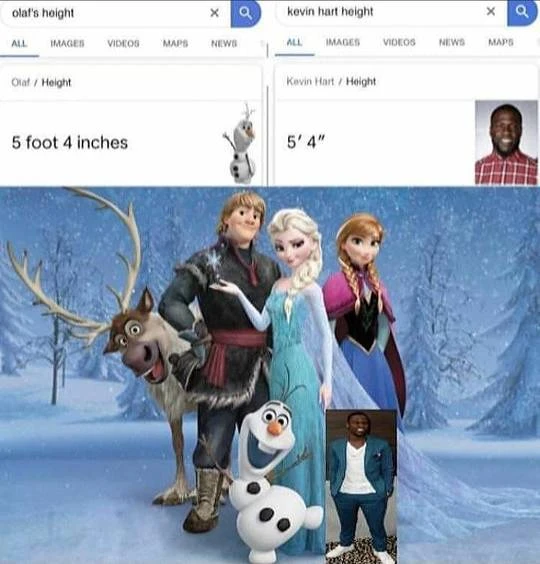 olaf's height
ALL IMAGES VIDEOS MAPS NEWS
Olaf / Height
5 foot 4 inches
kevin hart height
ALL IMAGES VIDEOS NEWS MAPS
Kevin Hart / Height
5′ 4″